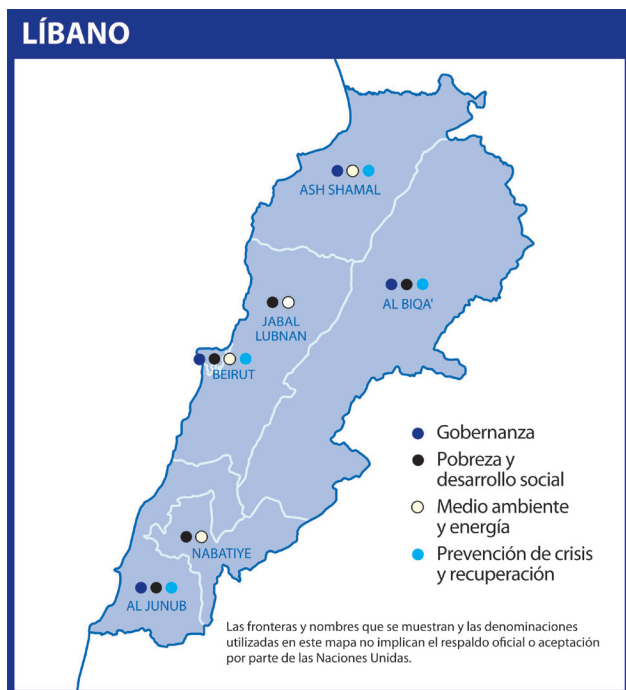 LÍBANO
ASH SHAMAL
AL BIQA'
JABAL
LUBNAN
BEIRUT
Gobernanza
Pobreza y
desarrollo social
Medio ambiente
y energía
Prevención de crisis
y recuperación
NABATIYE
AL JUNUB
Las fronteras y nombres que se muestran y las denominaciones
utilizadas en este mapa no implican el respaldo oficial o aceptación
por parte de las Naciones Unidas.